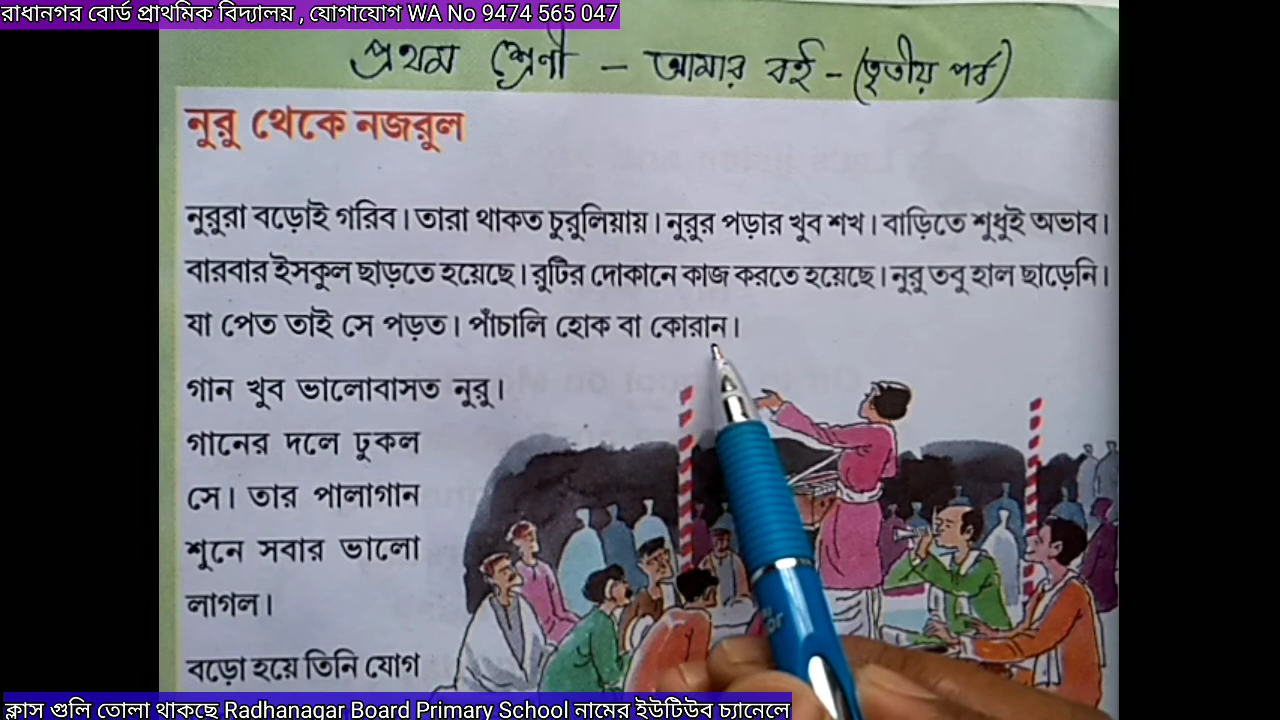 রাধানগর বোর্ড প্রাথমিক বিদ্যালয় , যোগাযোগ WA No 9474 565 047
প্রথম শ্রেণী - আমার বই - (তৃতীয় পর্ব)
নুরু থেকে নজরুল
নুরুরা বড়োই গরিব। তারা থাকত চুরুলিয়ায়। নুরুর পড়ার খুব শখ। বাড়িতে শুধুই অভাব।
বারবার ইসকুল ছাড়তে হয়েছে। রুটির দোকানে কাজ করতে হয়েছে। নুরু তবু হাল ছাড়েনি।
যা পেত তাই সে পড়ত। পাঁচালি হোক বা কোরান।
গান খুব ভালোবাসত নুরু।
গানের দলে ঢুকল
সে। তার পালাগান
শুনে সবার ভালো
লাগল।
বড়ো হয়ে তিনি যোগ
ক্লাস গুলি তোলা থাকছে Radhanagar Board Primary School নামের ইউটিউব চ্যানেলে